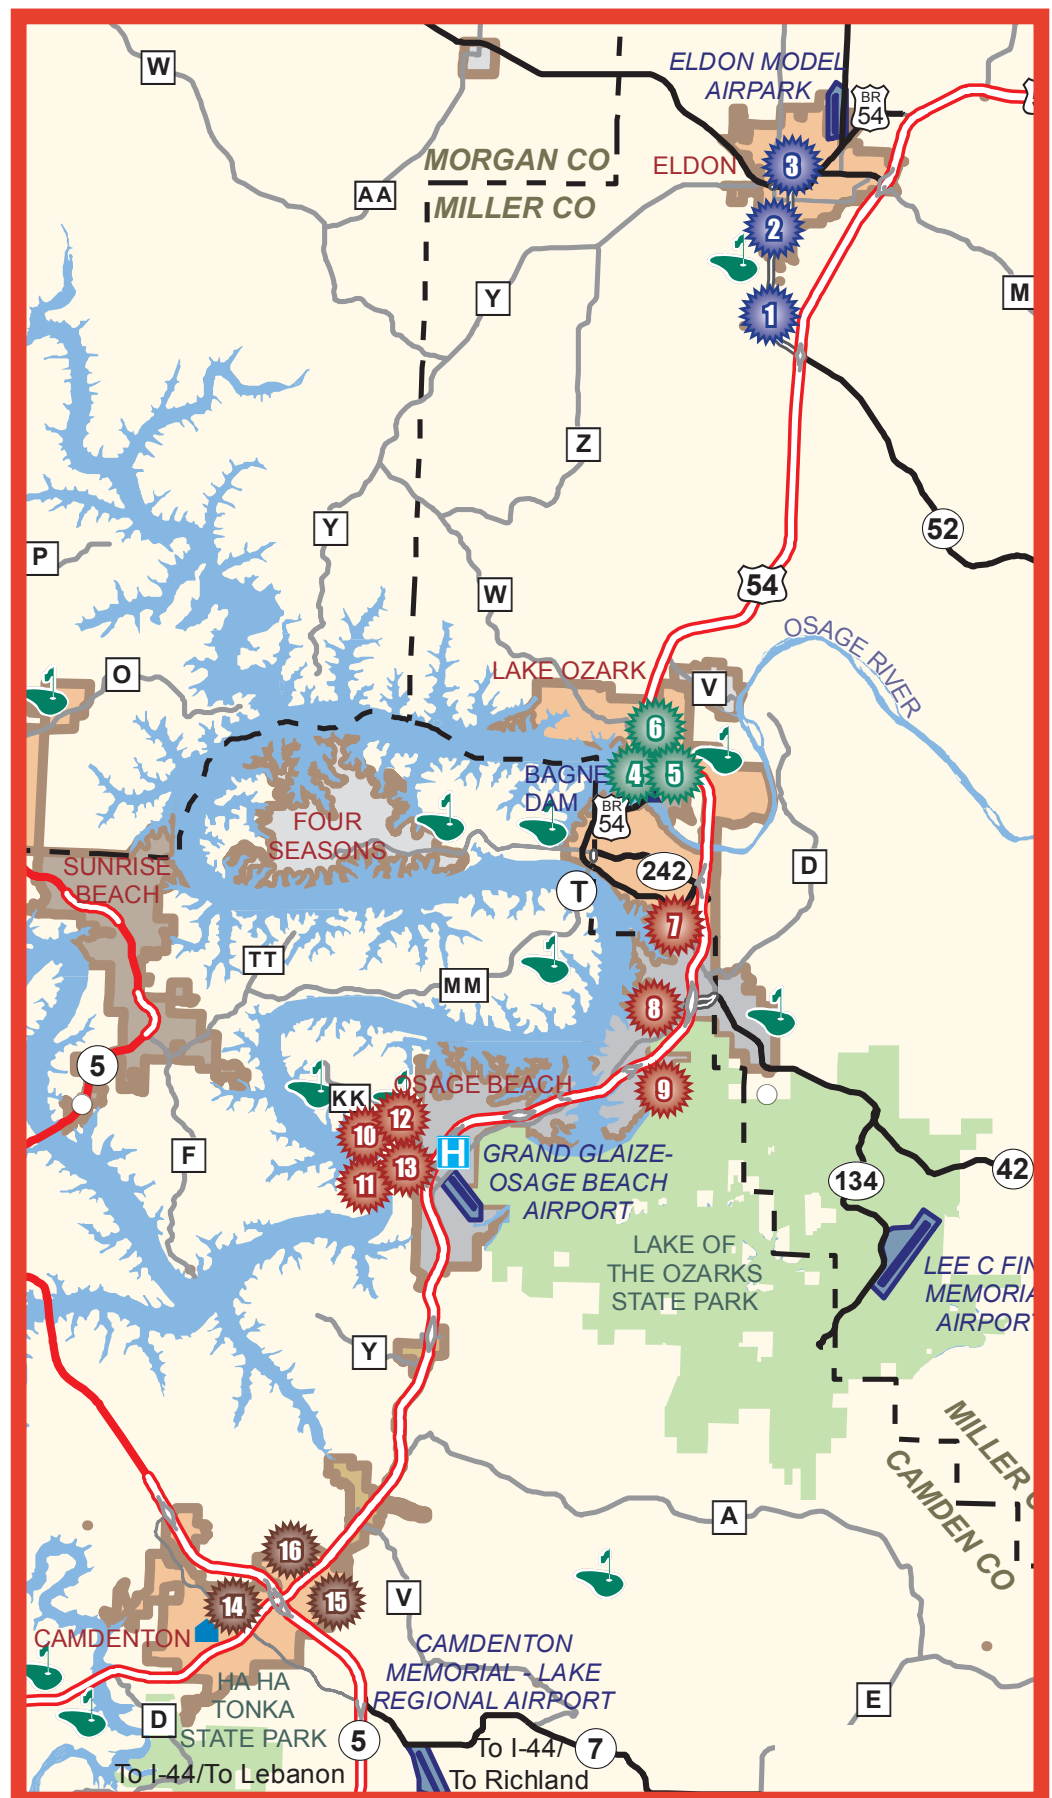 W
ELDON MODEL
AIRPARK
BR
54
MORGAN CO
ELDON
3
AA
MILLER CO
2
Y
M
1
Z
Y
52
P
W
54
OSAGE RIVER
O
LAKE OZARK
V
6
BAGNE
DAM
4
5
BR
54
FOUR
SEASONS
SUNRISE
BEACH
242
D
T
7
TT
MM
8
5
OSAGE BEACH
KK
9
12
10
H
13
11
F
GRAND GLAIZE-
OSAGE BEACH
AIRPORT
134
42
LAKE OF
THE OZARKS
STATE PARK
LEE C FIN
MEMORIA
AIRPOR
Y
MILLER
CAMDEN CO
A
16
14
15
V
CAMDENTON
CAMDENTON
MEMORIAL - LAKE
REGIONAL AIRPORT
HA HA
TONKA
STATE PARK
D
E
5
To I-44/
To Richland
7
To I-44/To Lebanon